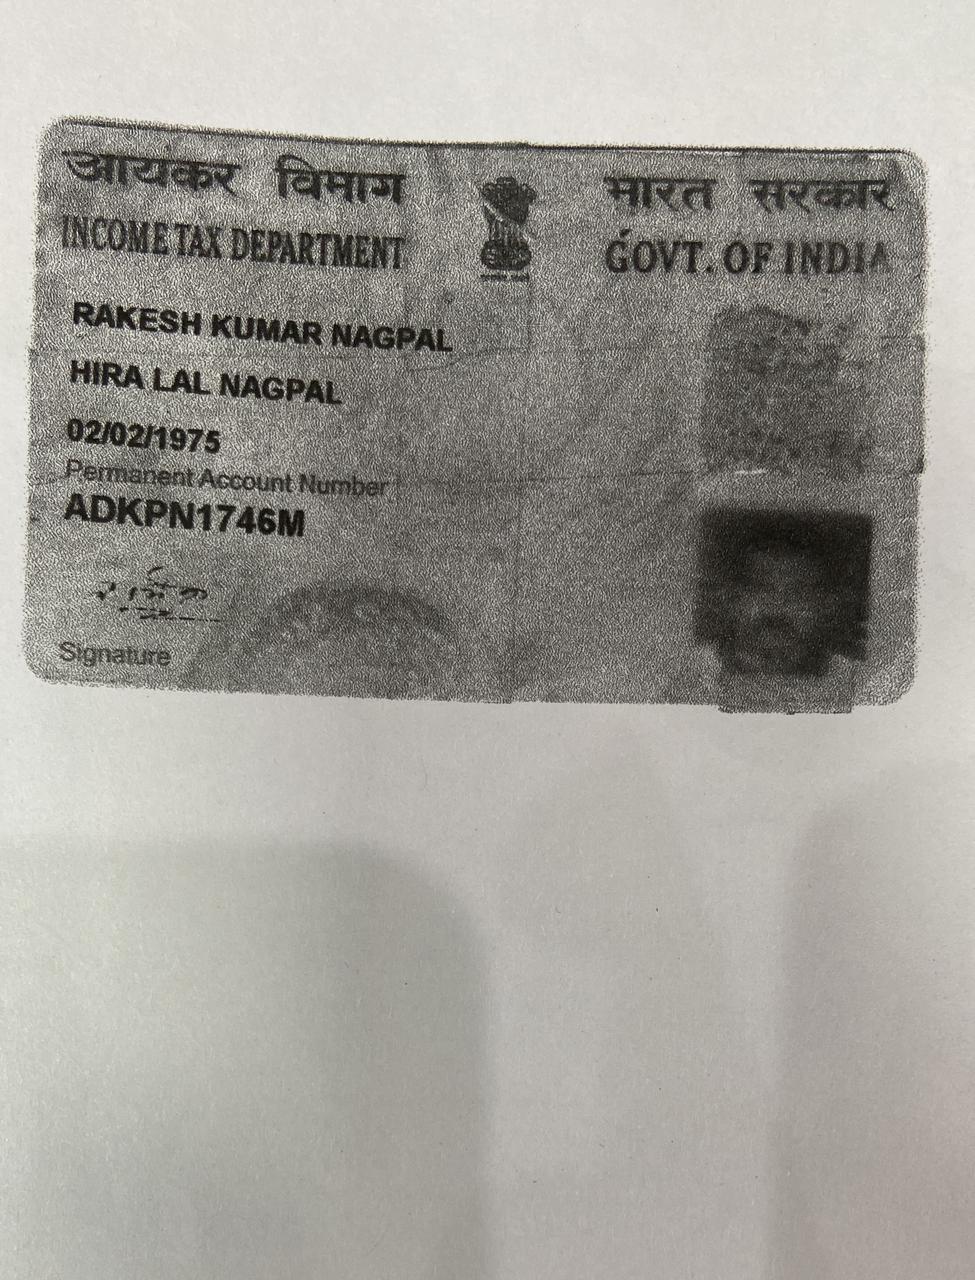 आयकर विभाग
भारत सरकार
INCOME TAX DEPARTMENT
GOVT. OF INDIA
RAKESH KUMAR NAGPAL
HIRA LAL NAGPAL
02/02/1975
Permanent Account Number
ADKPN1746M
Signature